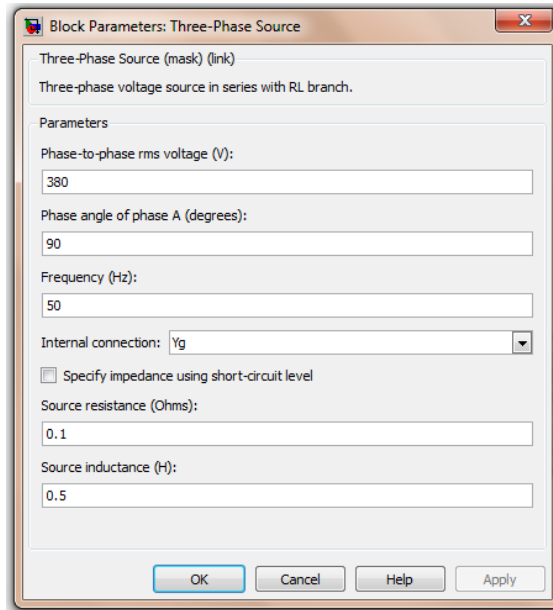 Block Parameters: Three-Phase Source
Three-Phase Source (mask) (link)
Three-phase voltage source in series with RL branch.
Parameters
Phase-to-phase rms voltage (V):
380
Phase angle of phase A (degrees):
90
Frequency (Hz):
50
Internal connection: Yg
Specify impedance using short-circuit level
Source resistance (Ohms):
0.1
Source inductance (H):
0.5
OK Cancel Help Apply